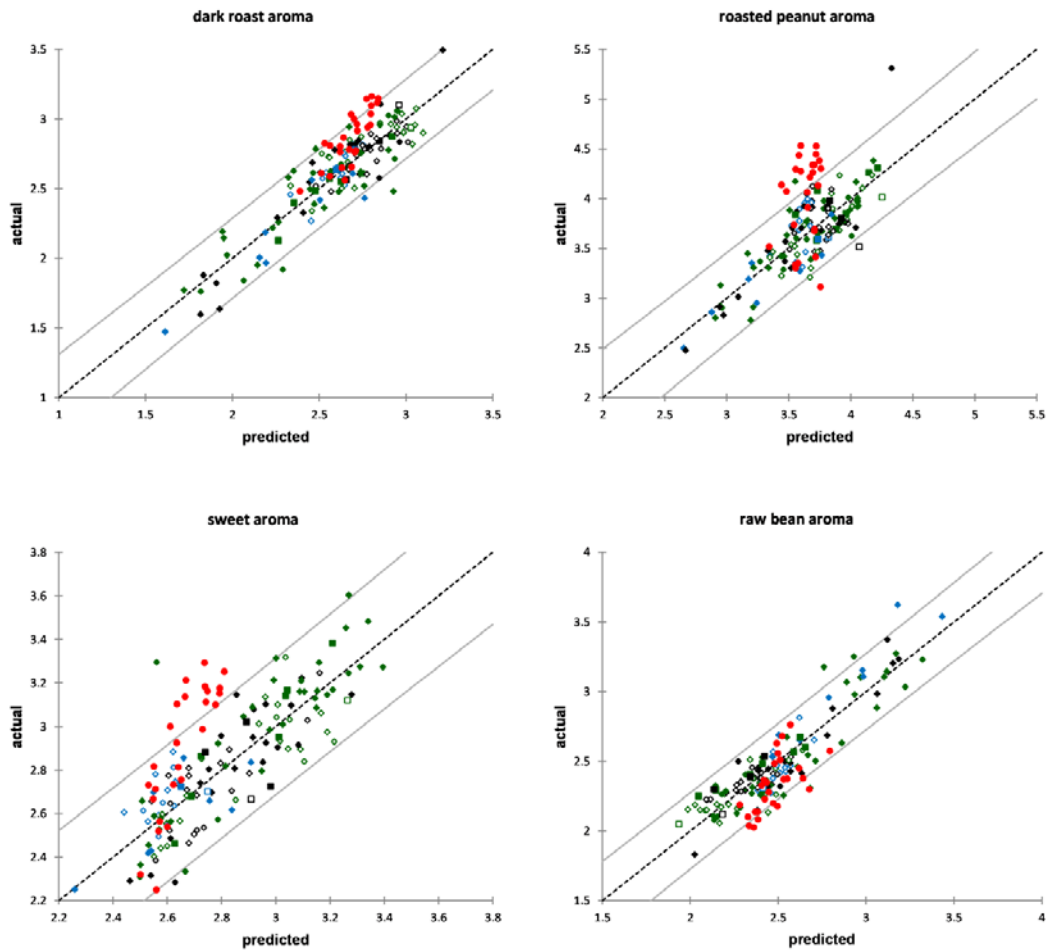 dark roast aroma
3.5
3
2.5
2
1.5
1
1 1.5 2 2.5 3 3.5
actual
predicted
roasted peanut aroma
5.5
5
4.5
4
3.5
3
2.5
2
2 2.5 3 3.5 4 4.5 5 5.5
actual
predicted
sweet aroma
3.8
3.6
3.4
3.2
3
2.8
2.6
2.4
2.2
2.2 2.4 2.6 2.8 3 3.2 3.4 3.6 3.8
actual
predicted
raw bean aroma
4
3.5
3
2.5
2
1.5
1.5 2 2.5 3 3.5 4
actual
predicted